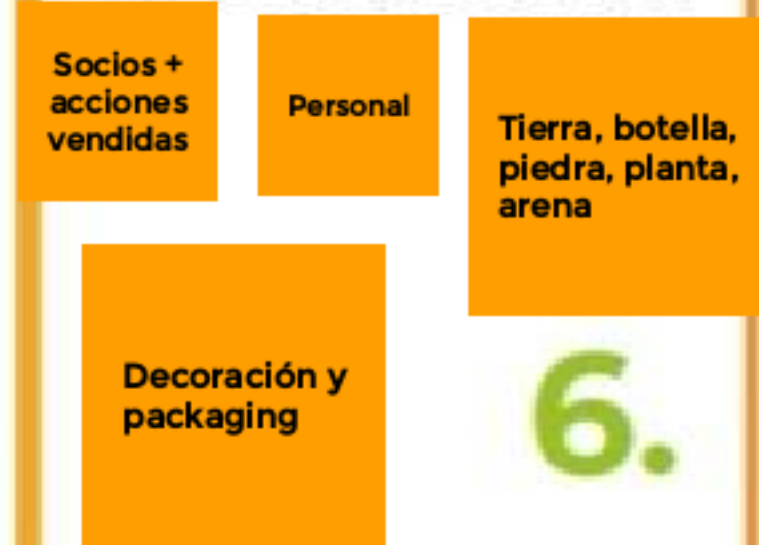 Socios +
acciones
vendidas
Personal
Tierra, botella,
piedra, planta,
arena
Decoración y
packaging
6.